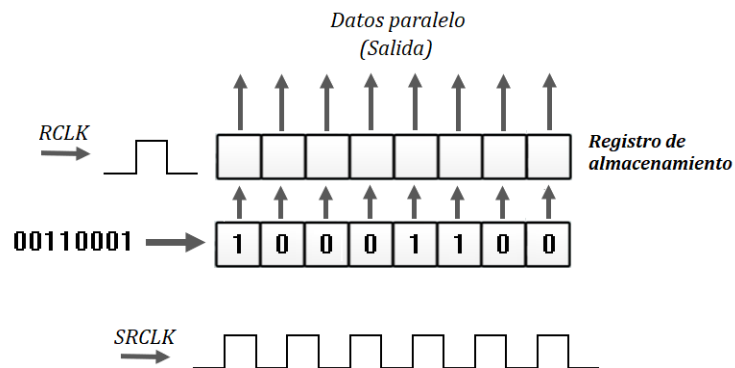 Datos paralelo
(Salida)
RCLK
Registro de
almacenamiento
00110001
1 0 0 0 1 1 0 0
SRCLK